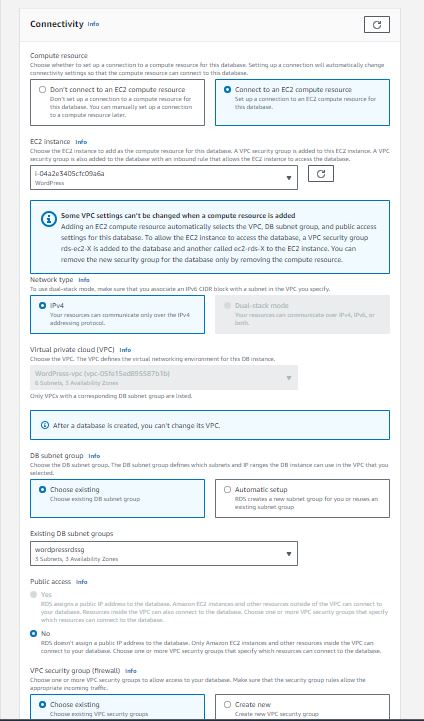 Connectivity Info
Compute resource
Choose whether to set up a connection to a compute resource for this database. Setting up a connection will automatically change
connectivity settings so that the compute resource can connect to this database.
Don't connect to an EC2 compute resource
Don't set up a connection to a compute resource for
this database. You can manually set up a connection
to a compute resource later.
Connect to an EC2 compute resource
Set up a connection to an EC2 compute resource for
this database.
EC2 instance Info
Choose the EC2 instance to add as the compute resource for this database. A VPC security group is added to this EC2 instance. A VPC
security group is also added to the database with an inbound rule that allows the EC2 instance to access the database.
i-04a2e3405cfc09a6a
WordPress
Some VPC settings can't be changed when a compute resource is added
Adding an EC2 compute resource automatically selects the VPC, DB subnet group, and public access
settings for this database. To allow the EC2 instance to access the database, a VPC security group
rds-ec2-X is added to the database and another called ec2-rds-X to the EC2 instance. You can
remove the new security group for the database only by removing the compute resource.
Network type Info
To use dual-stack mode, make sure that you associate an IPv6 CIDR block with a subnet in the VPC you specify.
IPv4
Your resources can communicate only over the IPv4
addressing protocol.
Dual-stack mode
Your resources can communicate over IPv4, IPv6, or
both.
Virtual private cloud (VPC) Info
Choose the VPC. The VPC defines the virtual networking environment for this DB instance.
WordPress-vpc (vpc-05fe15ed895587b1b)
6 Subnets, 3 Availability Zones
Only VPCs with a corresponding DB subnet group are listed.
After a database is created, you can't change its VPC.
DB subnet group Info
Choose the DB subnet group. The DB subnet group defines which subnets and IP ranges the DB instance can use in the VPC that you
selected.
Choose existing
Choose existing DB subnet group
Automatic setup
RDS creates a new subnet group for you or reuses an
existing subnet group
Existing DB subnet groups
wordpressrdssg
3 Subnets, 3 Availability Zones
Public access Info
Yes
RDS assigns a public IP address to the database. Amazon EC2 instances and other resources outside of the VPC can connect to
your database. Resources inside the VPC can also connect to the database. Choose one or more VPC security groups that specify
which resources can connect to the database.
No
RDS doesn't assign a public IP address to the database. Only Amazon EC2 instances and other resources inside the VPC can
connect to your database. Choose one or more VPC security groups that specify which resources can connect to the database.
VPC security group (firewall) Info
Choose one or more VPC security groups to allow access to your database. Make sure that the security group rules allow the
appropriate incoming traffic.
Choose existing
Choose existing VPC security groups
Create new
Create new VPC security group